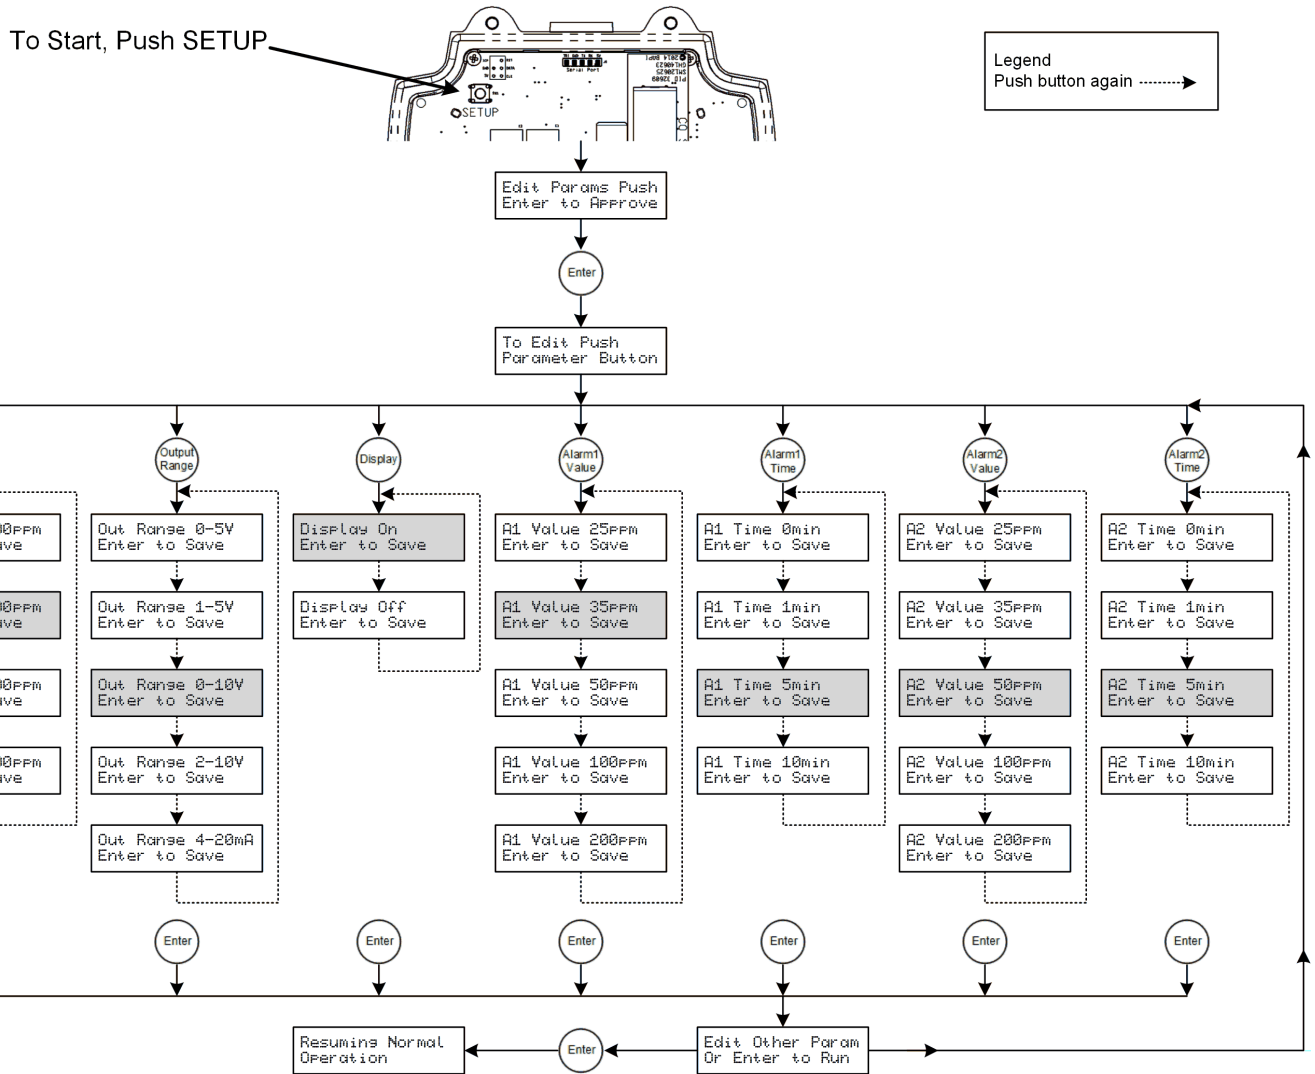 To Start, Push SETUP
Serial Port
© 2014 BAPI
SETUP
Legend
Push button again
Edit Params Push
Enter to Approve
Enter
To Edit Push
Parameter Button
Output
Range
Display
Alarm1
Value
Alarm1
Time
Alarm2
Value
Alarm2
Time
Out Range 0-5V
Enter to Save
Display On
Enter to Save
A1 Value 25ppm
Enter to Save
A1 Time 0min
Enter to Save
A2 Value 25ppm
Enter to Save
A2 Time 0min
Enter to Save
Out Range 1-5V
Enter to Save
Display Off
Enter to Save
A1 Value 35ppm
Enter to Save
A1 Time 1min
Enter to Save
A2 Value 35ppm
Enter to Save
A2 Time 1min
Enter to Save
Out Range 0-10V
Enter to Save
A1 Value 50ppm
Enter to Save
A1 Time 5min
Enter to Save
A2 Value 50ppm
Enter to Save
A2 Time 5min
Enter to Save
Out Range 2-10V
Enter to Save
A1 Value 100ppm
Enter to Save
A1 Time 10min
Enter to Save
A2 Value 100ppm
Enter to Save
A2 Time 10min
Enter to Save
Out Range 4-20mA
Enter to Save
A1 Value 200ppm
Enter to Save
A2 Value 200ppm
Enter to Save
Enter
Enter
Enter
Enter
Enter
Enter
Resuming Normal
Operation
Enter
Edit Other Param
Or Enter to Run